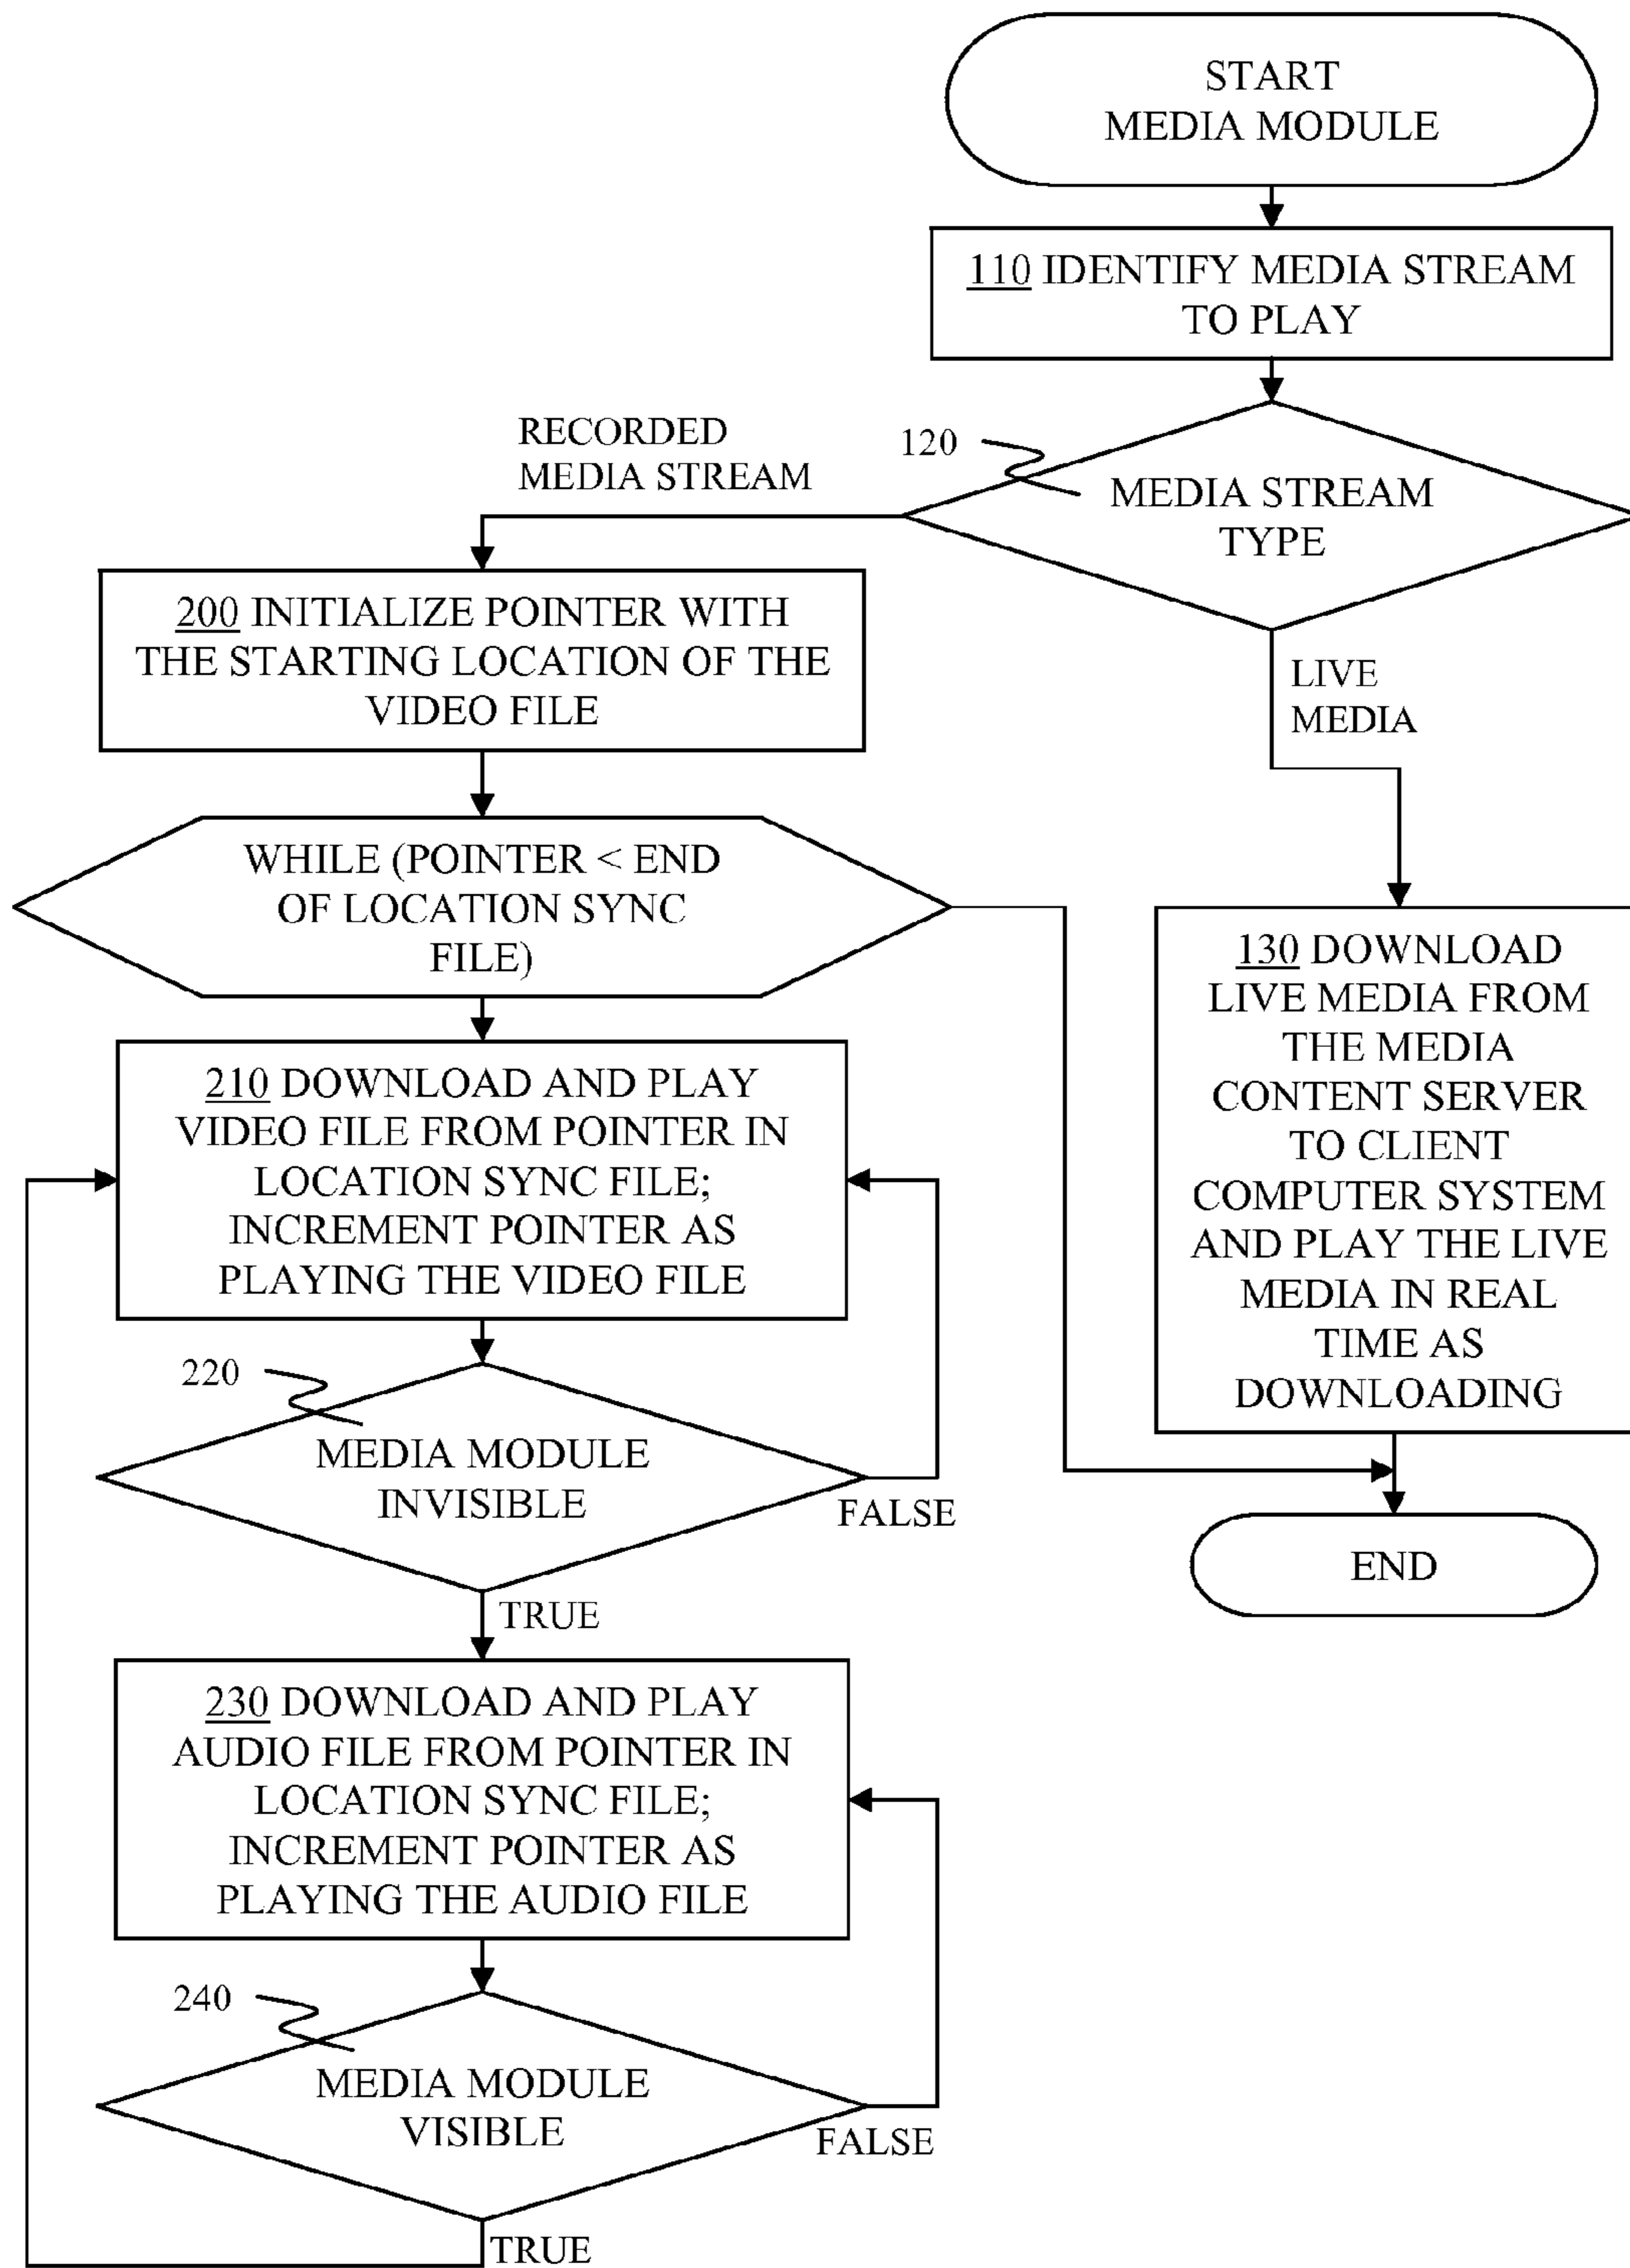 START
MEDIA MODULE
110 IDENTIFY MEDIA STREAM
TO PLAY
RECORDED
MEDIA STREAM
120
MEDIA STREAM
TYPE
200 INITIALIZE POINTER WITH
THE STARTING LOCATION OF THE
VIDEO FILE
LIVE
MEDIA
WHILE (POINTER < END
OF LOCATION SYNC
FILE)
130 DOWNLOAD
LIVE MEDIA FROM
THE MEDIA
CONTENT SERVER
TO CLIENT
COMPUTER SYSTEM
AND PLAY THE LIVE
MEDIA IN REAL
TIME AS
DOWNLOADING
210 DOWNLOAD AND PLAY
VIDEO FILE FROM POINTER IN
LOCATION SYNC FILE;
INCREMENT POINTER AS
PLAYING THE VIDEO FILE
220
MEDIA MODULE
INVISIBLE
FALSE
TRUE
END
230 DOWNLOAD AND PLAY
AUDIO FILE FROM POINTER IN
LOCATION SYNC FILE;
INCREMENT POINTER AS
PLAYING THE AUDIO FILE
240
MEDIA MODULE
VISIBLE
FALSE
TRUE